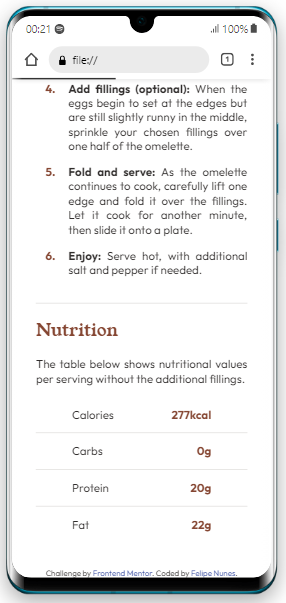 00:21 100%
file:// 1
4. Add fillings (optional): When the
eggs begin to set at the edges but
are still slightly runny in the middle,
sprinkle your chosen fillings over
one half of the omelette.
5. Fold and serve: As the omelette
continues to cook, carefully lift one
edge and fold it over the fillings.
Let it cook for another minute,
then slide it onto a plate.
6. Enjoy: Serve hot, with additional
salt and pepper if needed.
Nutrition
The table below shows nutritional values
per serving without the additional fillings.
Calories 277kcal
Carbs 0g
Protein 20g
Fat 22g
Challenge by Frontend Mentor. Coded by Felipe Nunes.